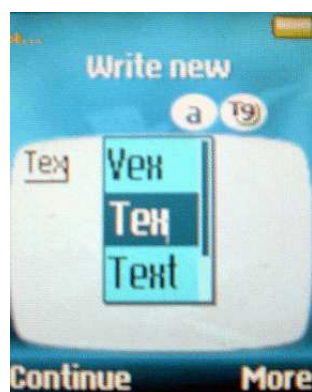 Write new
a T9
Tex
Vex
Tex
Text
Continue More